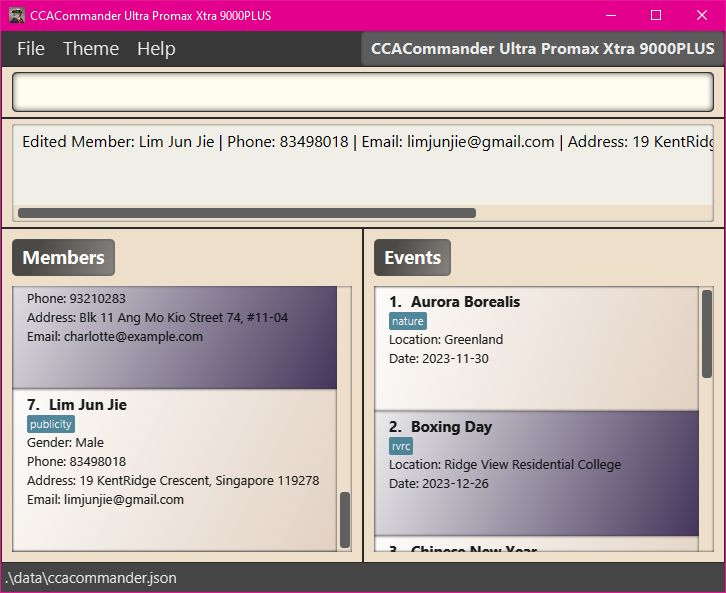 CCACommander Ultra Promax Xtra 9000PLUS
File Theme Help CCACommander Ultra Promax Xtra 9000PLUS
Edited Member: Lim Jun Jie | Phone: 83498018 | Email: limjunjie@gmail.com | Address: 19 KentRidg
Members
Phone: 93210283
Address: Blk 11 Ang Mo Kio Street 74, #11-04
Email: charlotte@example.com
7. Lim Jun Jie
publicity
Gender: Male
Phone: 83498018
Address: 19 KentRidge Crescent, Singapore 119278
Email: limjunjie@gmail.com
Events
1. Aurora Borealis
nature
Location: Greenland
Date: 2023-11-30
2. Boxing Day
rvrc
Location: Ridge View Residential College
Date: 2023-12-26
3. Chinese New Year
.\data\ccacommander.json